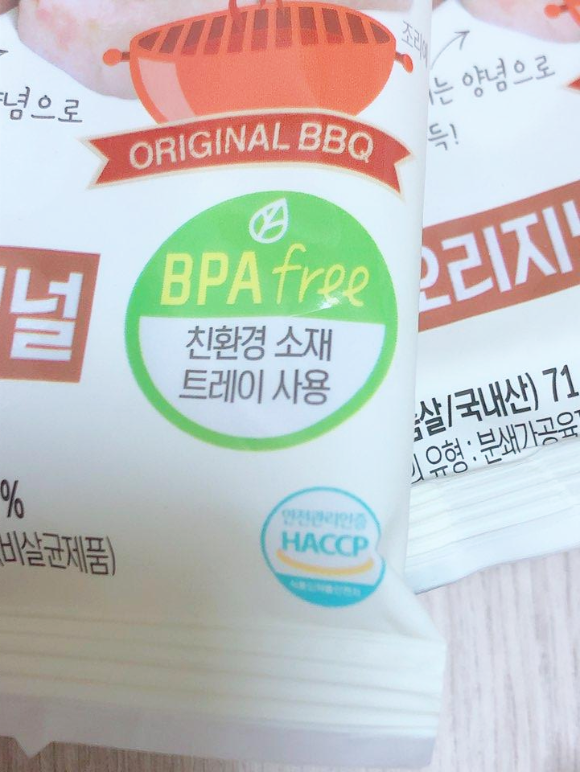 념으로
ORIGINAL BBQ
BPA free
친환경 소재
트레이 사용
널
%
비살균제품)
안전관리인증
HACCP
조리
는 양념으로
득!
오리지
살/국내산) 71
유형 : 분쇄가공육